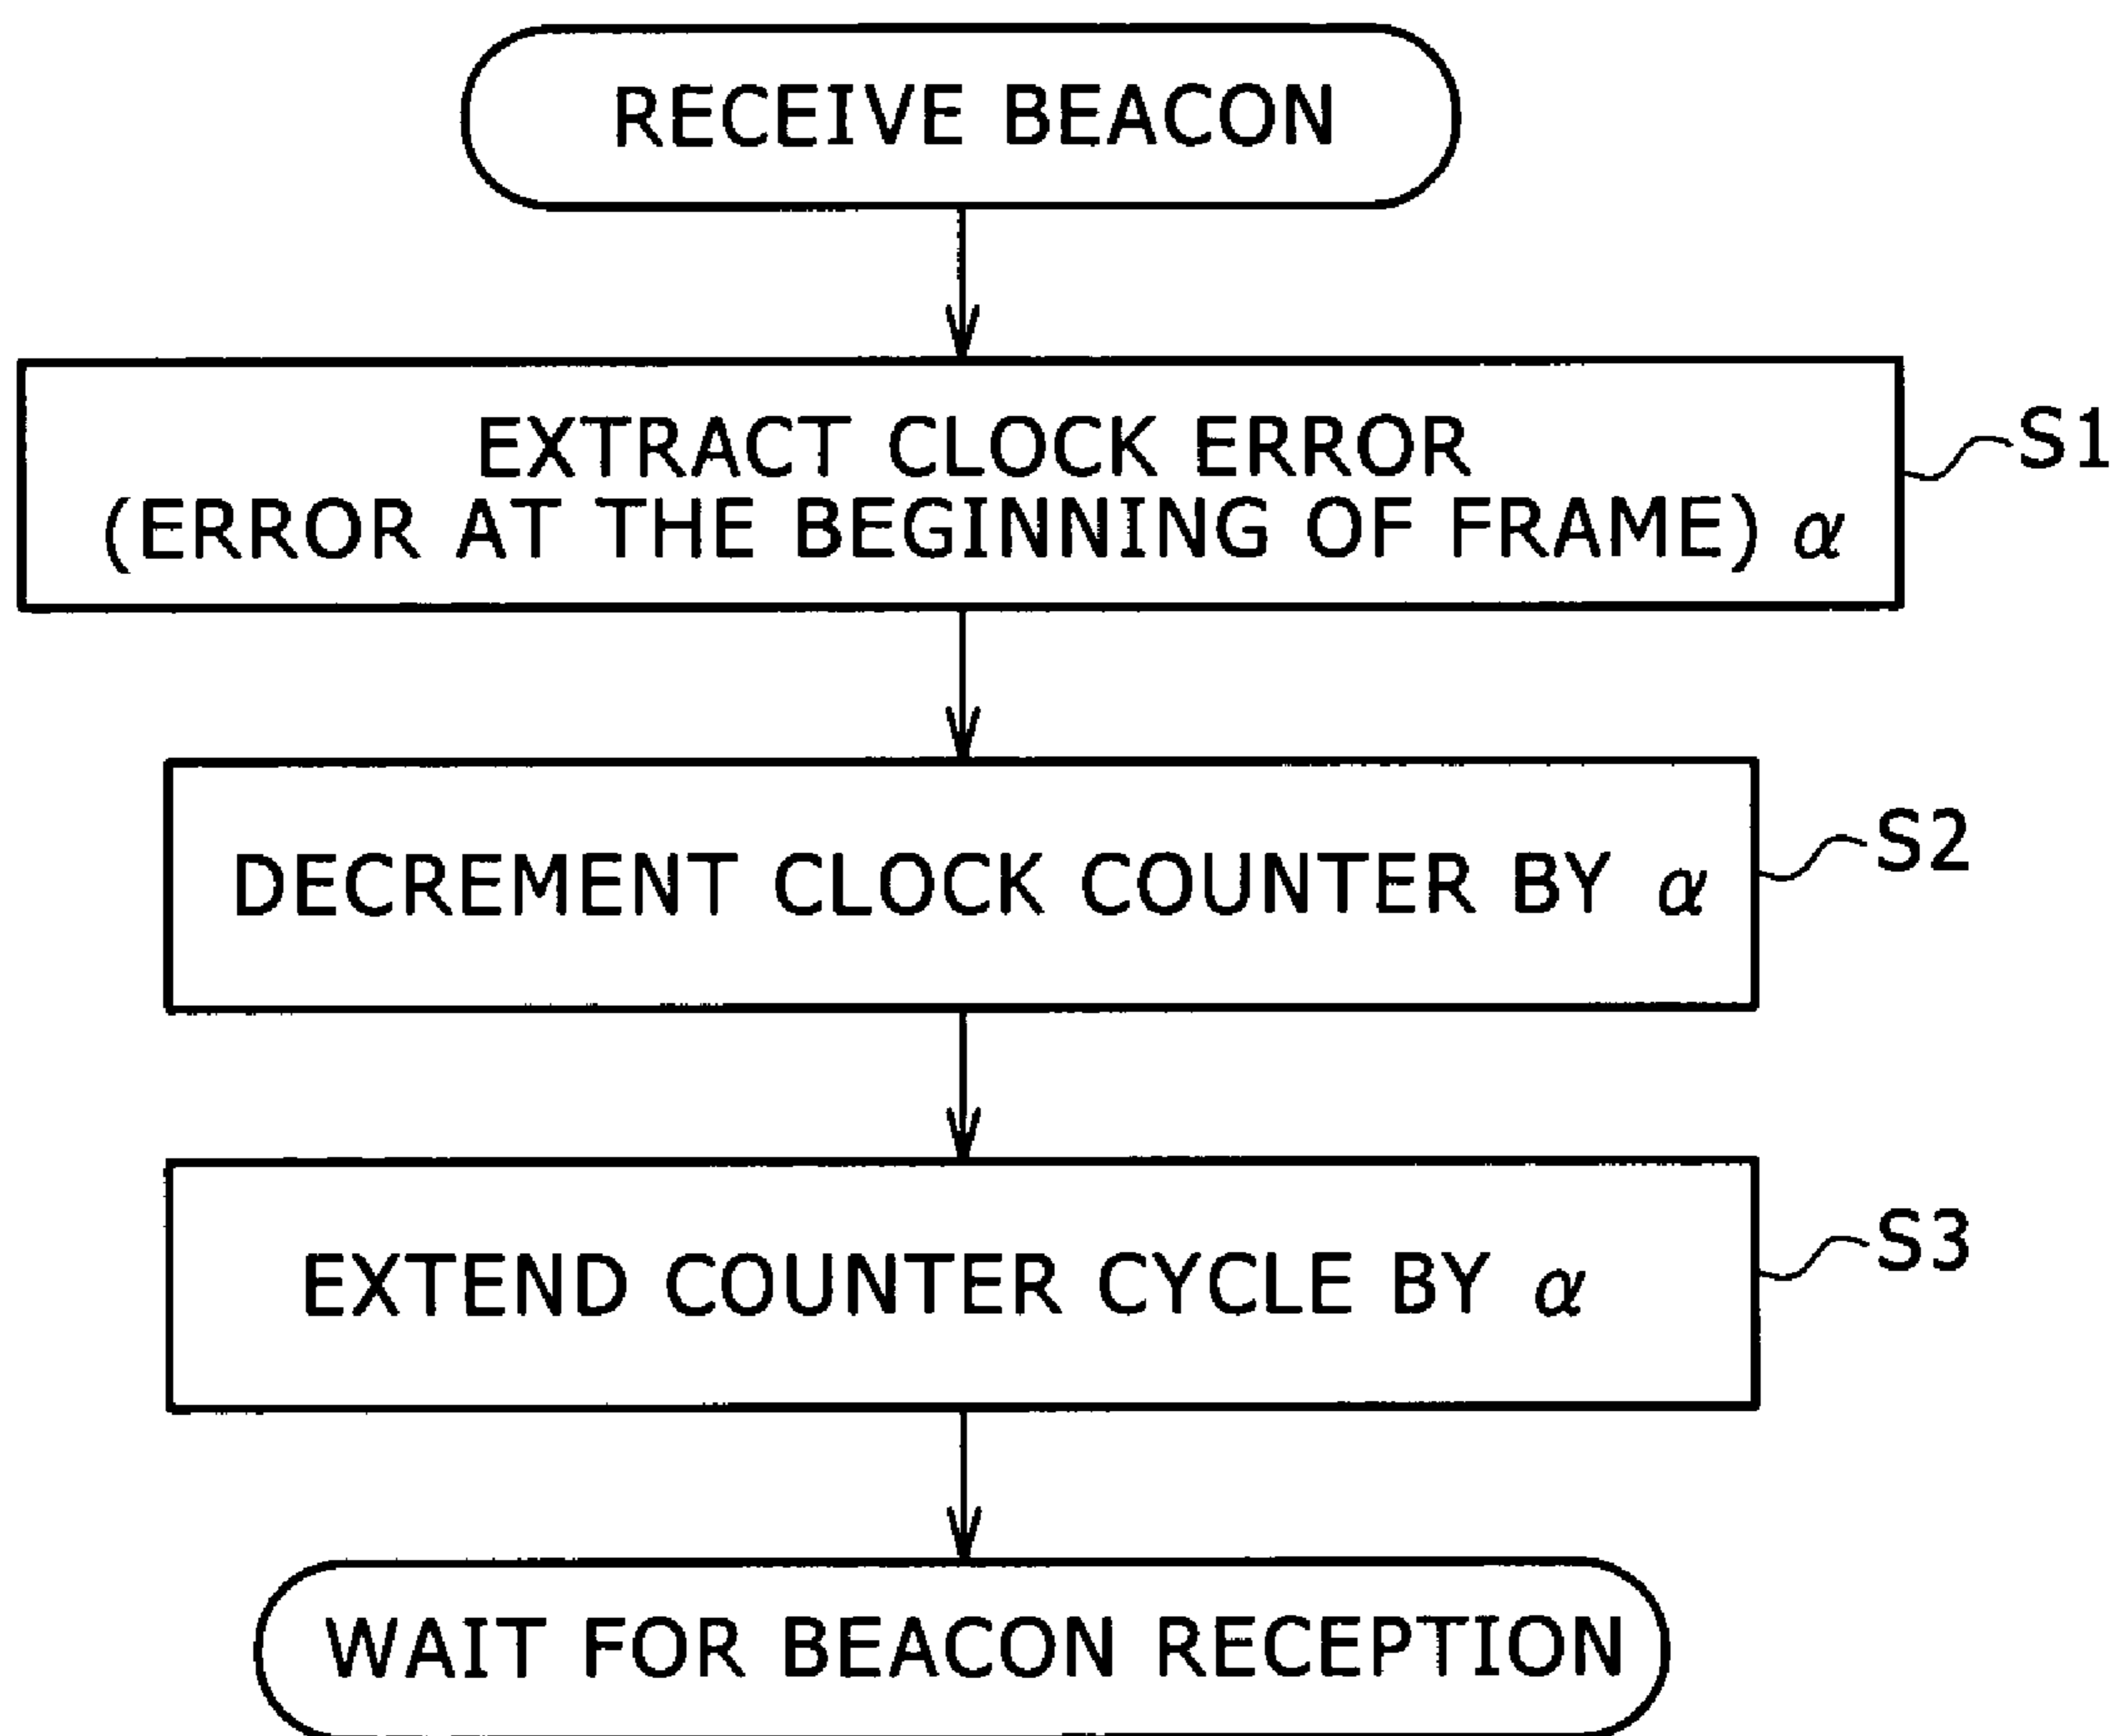 RECEIVE BEACON
EXTRACT CLOCK ERROR
(ERROR AT THE BEGINNING OF FRAME) α
S1
DECREMENT CLOCK COUNTER BY α
S2
EXTEND COUNTER CYCLE BY α
S3
WAIT FOR BEACON RECEPTION